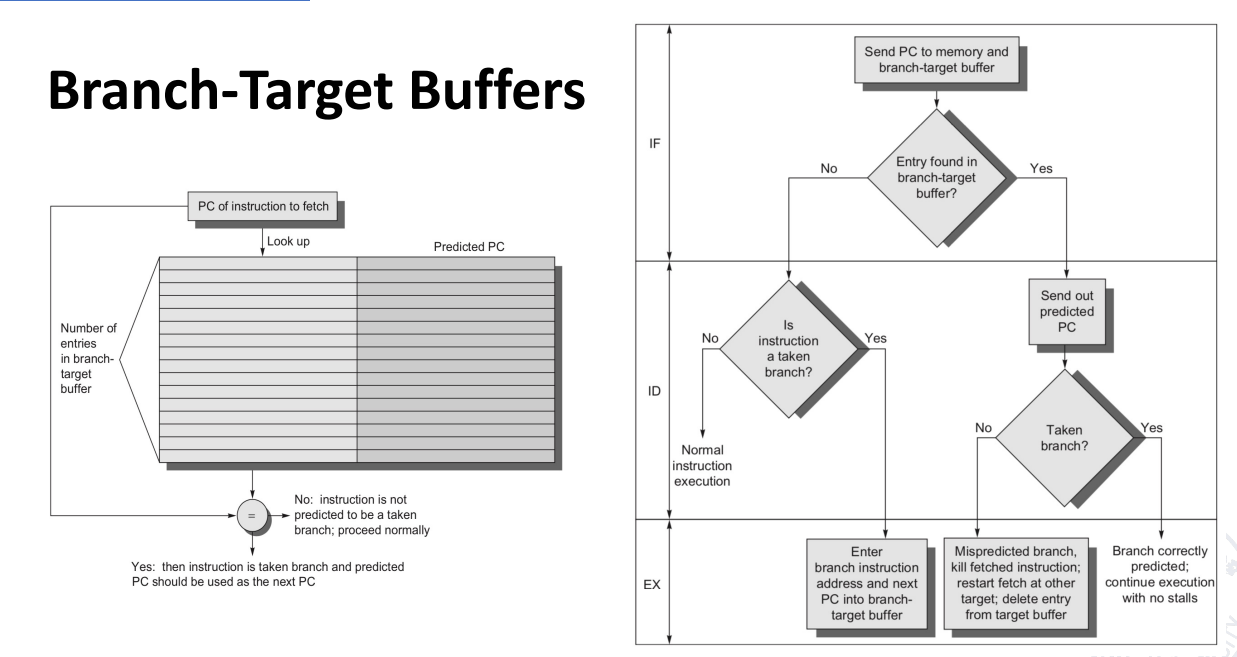 Branch-Target Buffers
PC of instruction to fetch
Look up
Predicted PC
Number of
entries
in branch-
target
buffer
=
No: instruction is not
predicted to be a taken
branch; proceed normally
Yes: then instruction is taken branch and predicted
PC should be used as the next PC
IF
Send PC to memory and
branch-target buffer
Entry found in
branch-target
buffer?
No
Yes
ID
Is
instruction
a taken
branch?
No
Yes
Normal
instruction
execution
Send out
predicted
PC
Taken
branch?
No
Yes
EX
Enter
branch instruction
address and next
PC into branch-
target buffer
Mispredicted branch,
kill fetched instruction;
restart fetch at other
target; delete entry
from target buffer
Branch correctly
predicted;
continue execution
with no stalls